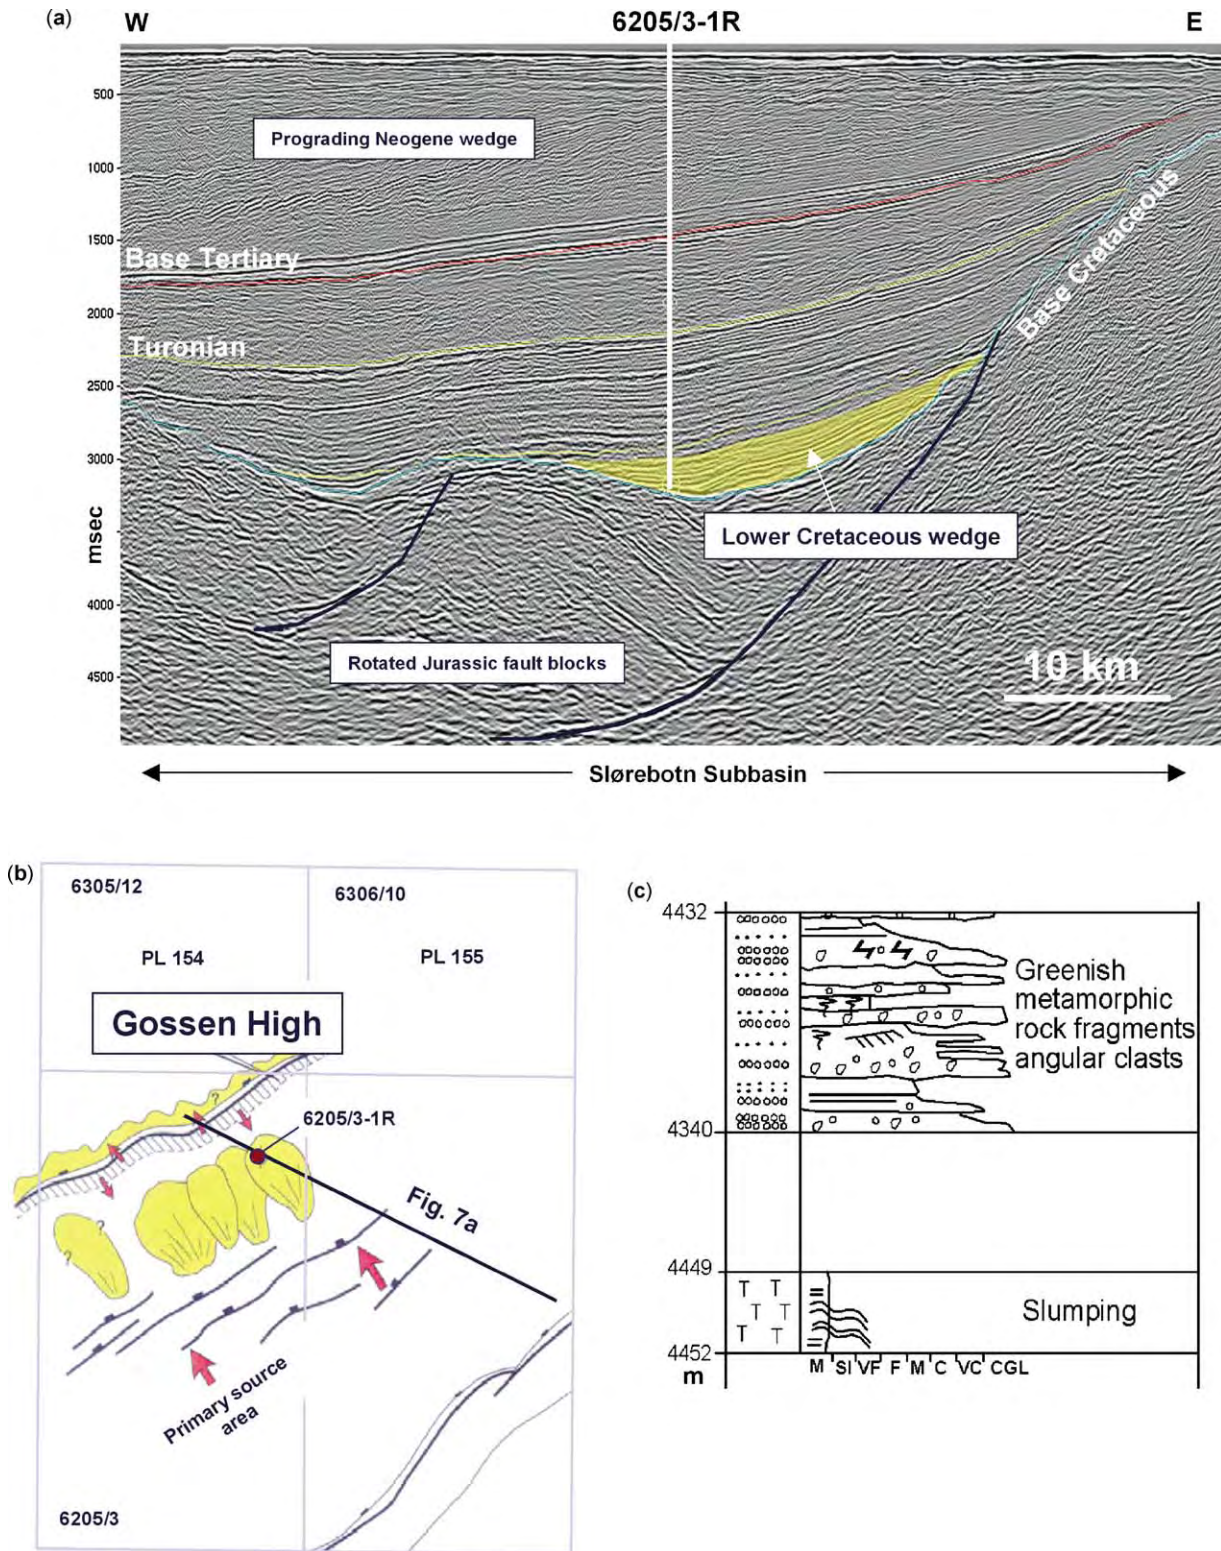 (a)
W
6205/3-1R
E
500
1000
1500
2000
2500
3000
4000
4500
msec
Prograding Neogene wedge
Base Tertiary
Turonian
Base Cretaceous
Lower Cretaceous wedge
Rotated Jurassic fault blocks
10 km
Slørebotn Subbasin
(b)
6305/12
6306/10
PL 154
PL 155
Gossen High
?
6205/3-1R
Fig. 7a
?
?
Primary source
area
6205/3
(c)
4432
Greenish
metamorphic
rock fragments
angular clasts
4340
4449
T T
T T
T T
Slumping
4452
m
M SI VF F M C VC CGL